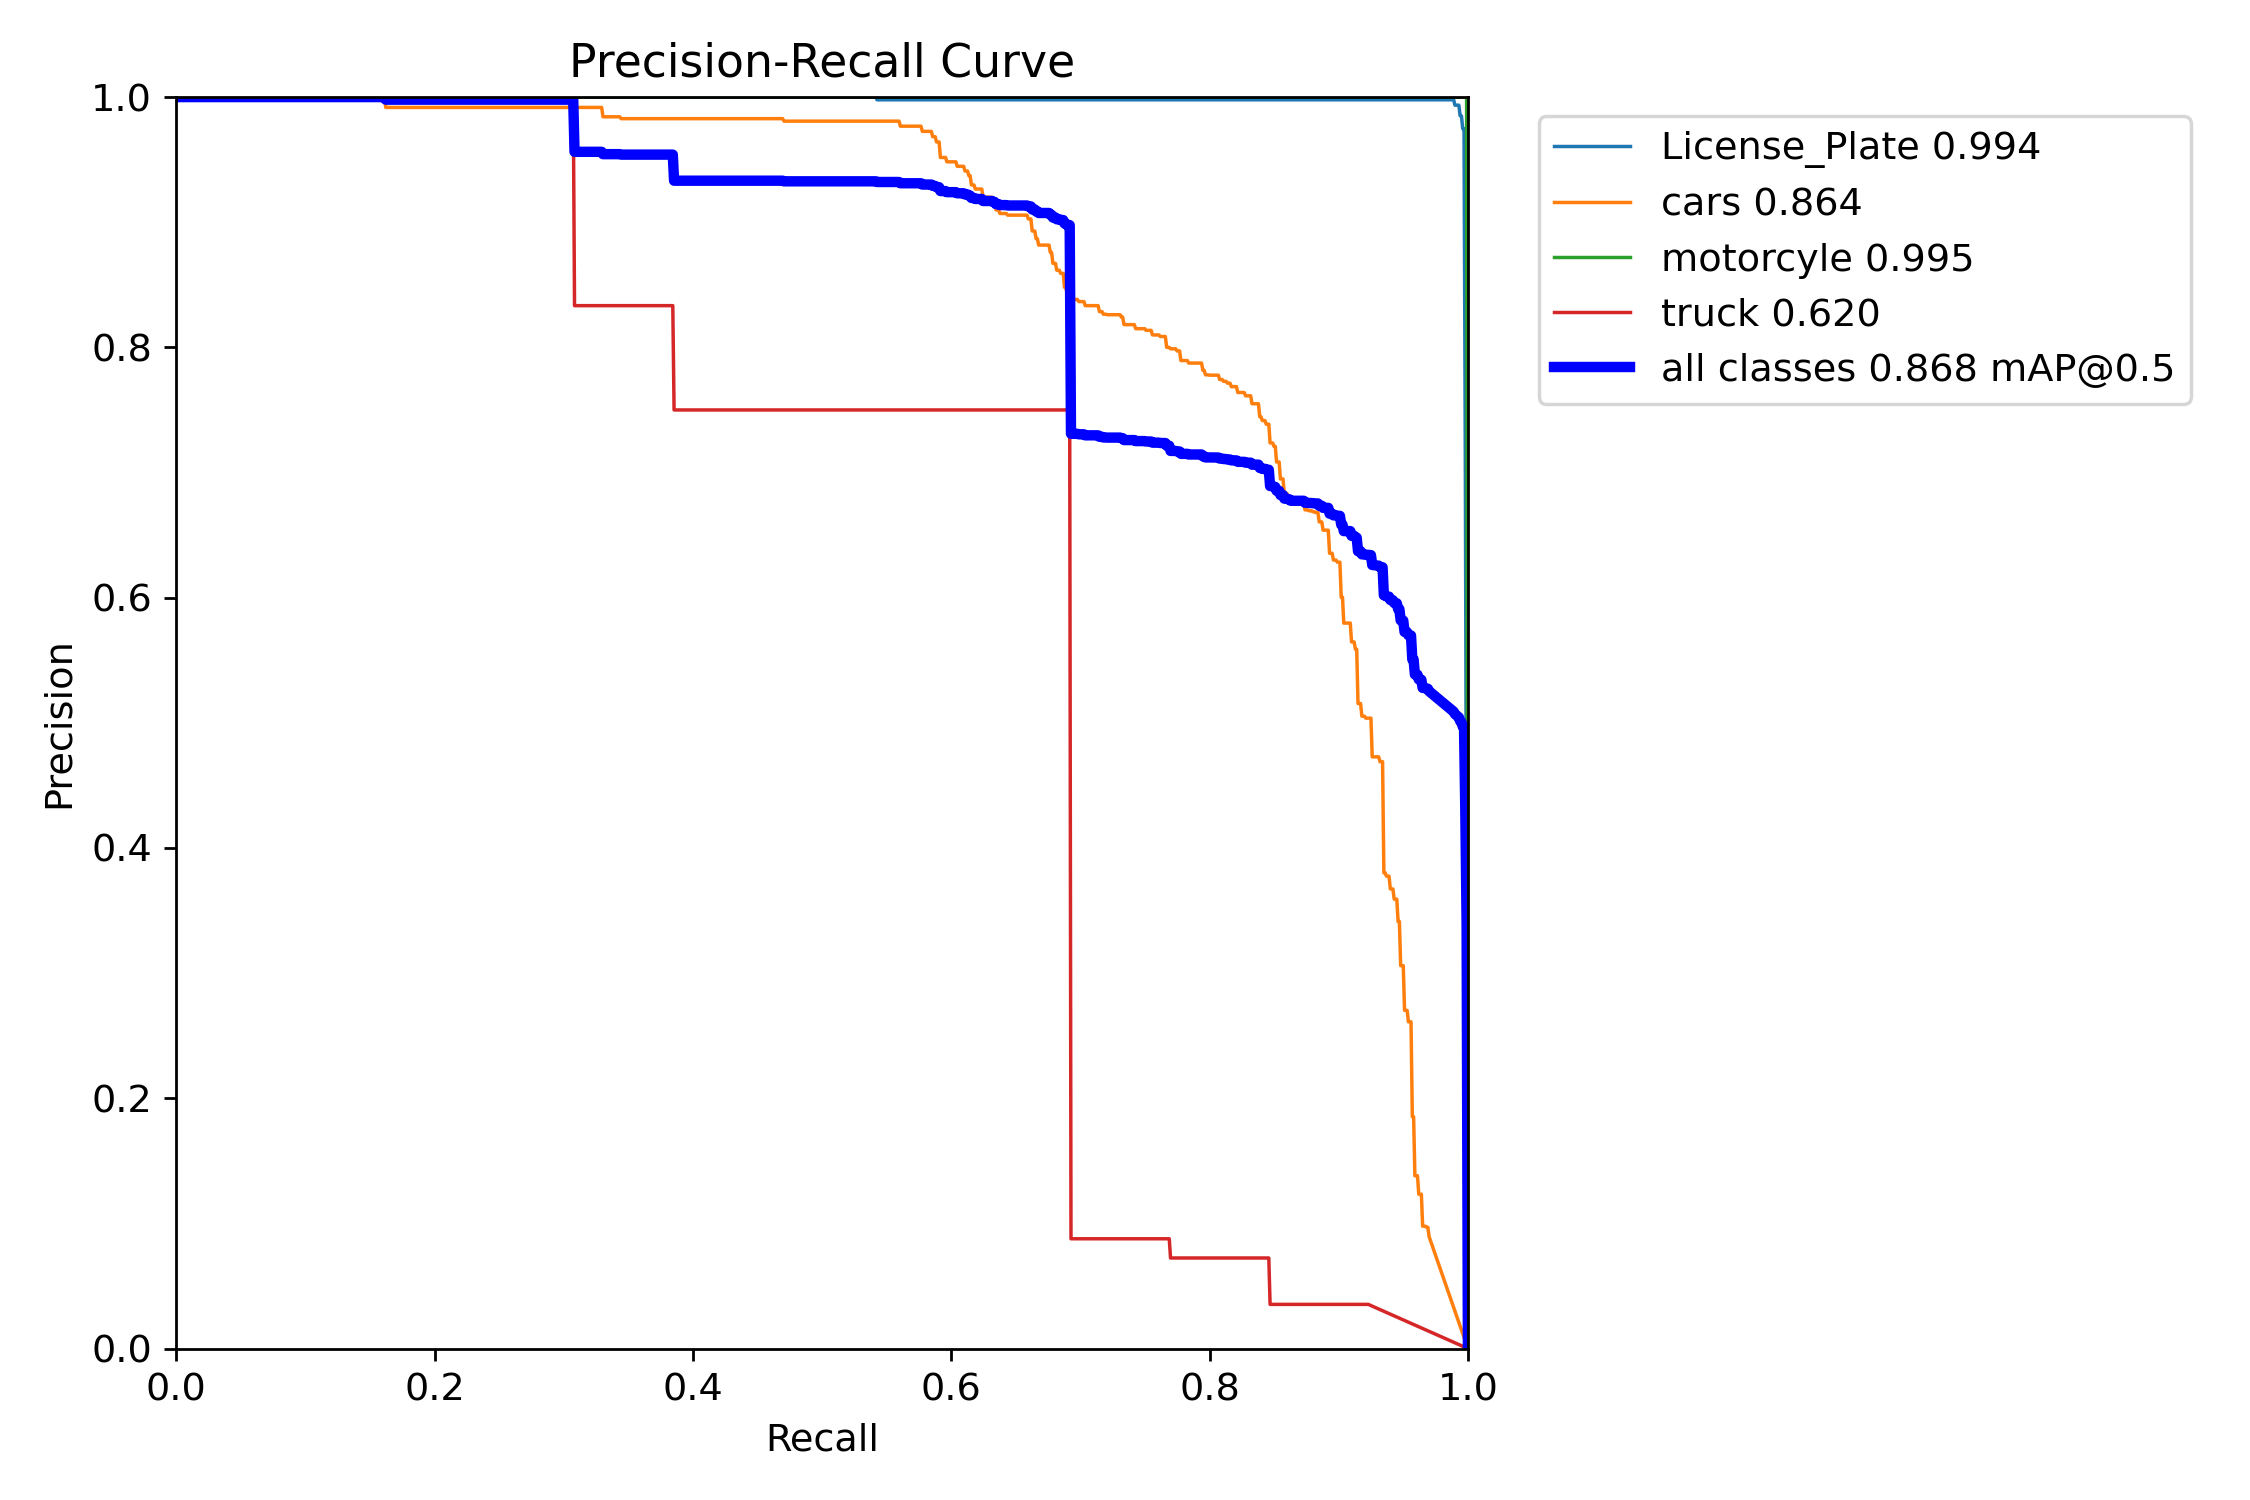 Precision-Recall Curve
1.0
0.8
0.6
0.4
0.2
0.0
Precision
0.0 0.2 0.4 0.6 0.8 1.0
Recall
License_Plate 0.994
cars 0.864
motorcyle 0.995
truck 0.620
all classes 0.868 mAP@0.5